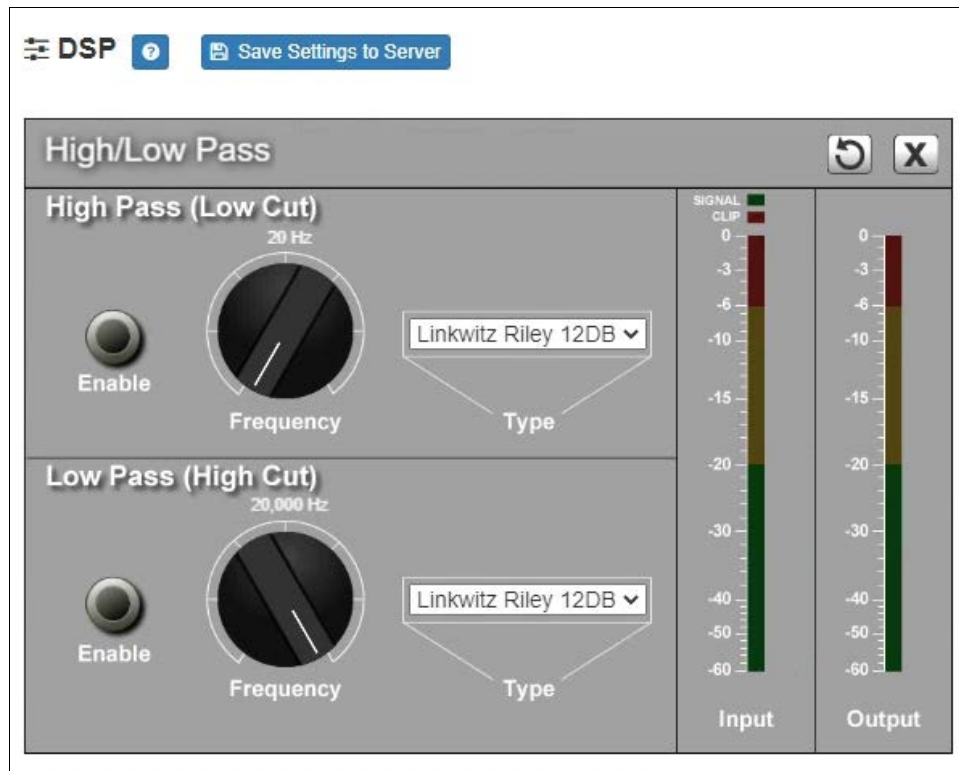 DSP
Save Settings to Server
High/Low Pass
X
High Pass (Low Cut)
20 Hz
Enable
Frequency
Linkwitz Riley 12DB
Type
Low Pass (High Cut)
20,000 Hz
Enable
Frequency
Linkwitz Riley 12DB
Type
SIGNAL
CLIP
0
-3
-6
-10
-15
-20
-30
-40
-50
-60
Input
0
-3
-6
-10
-15
-20
-30
-40
-50
-60
Output